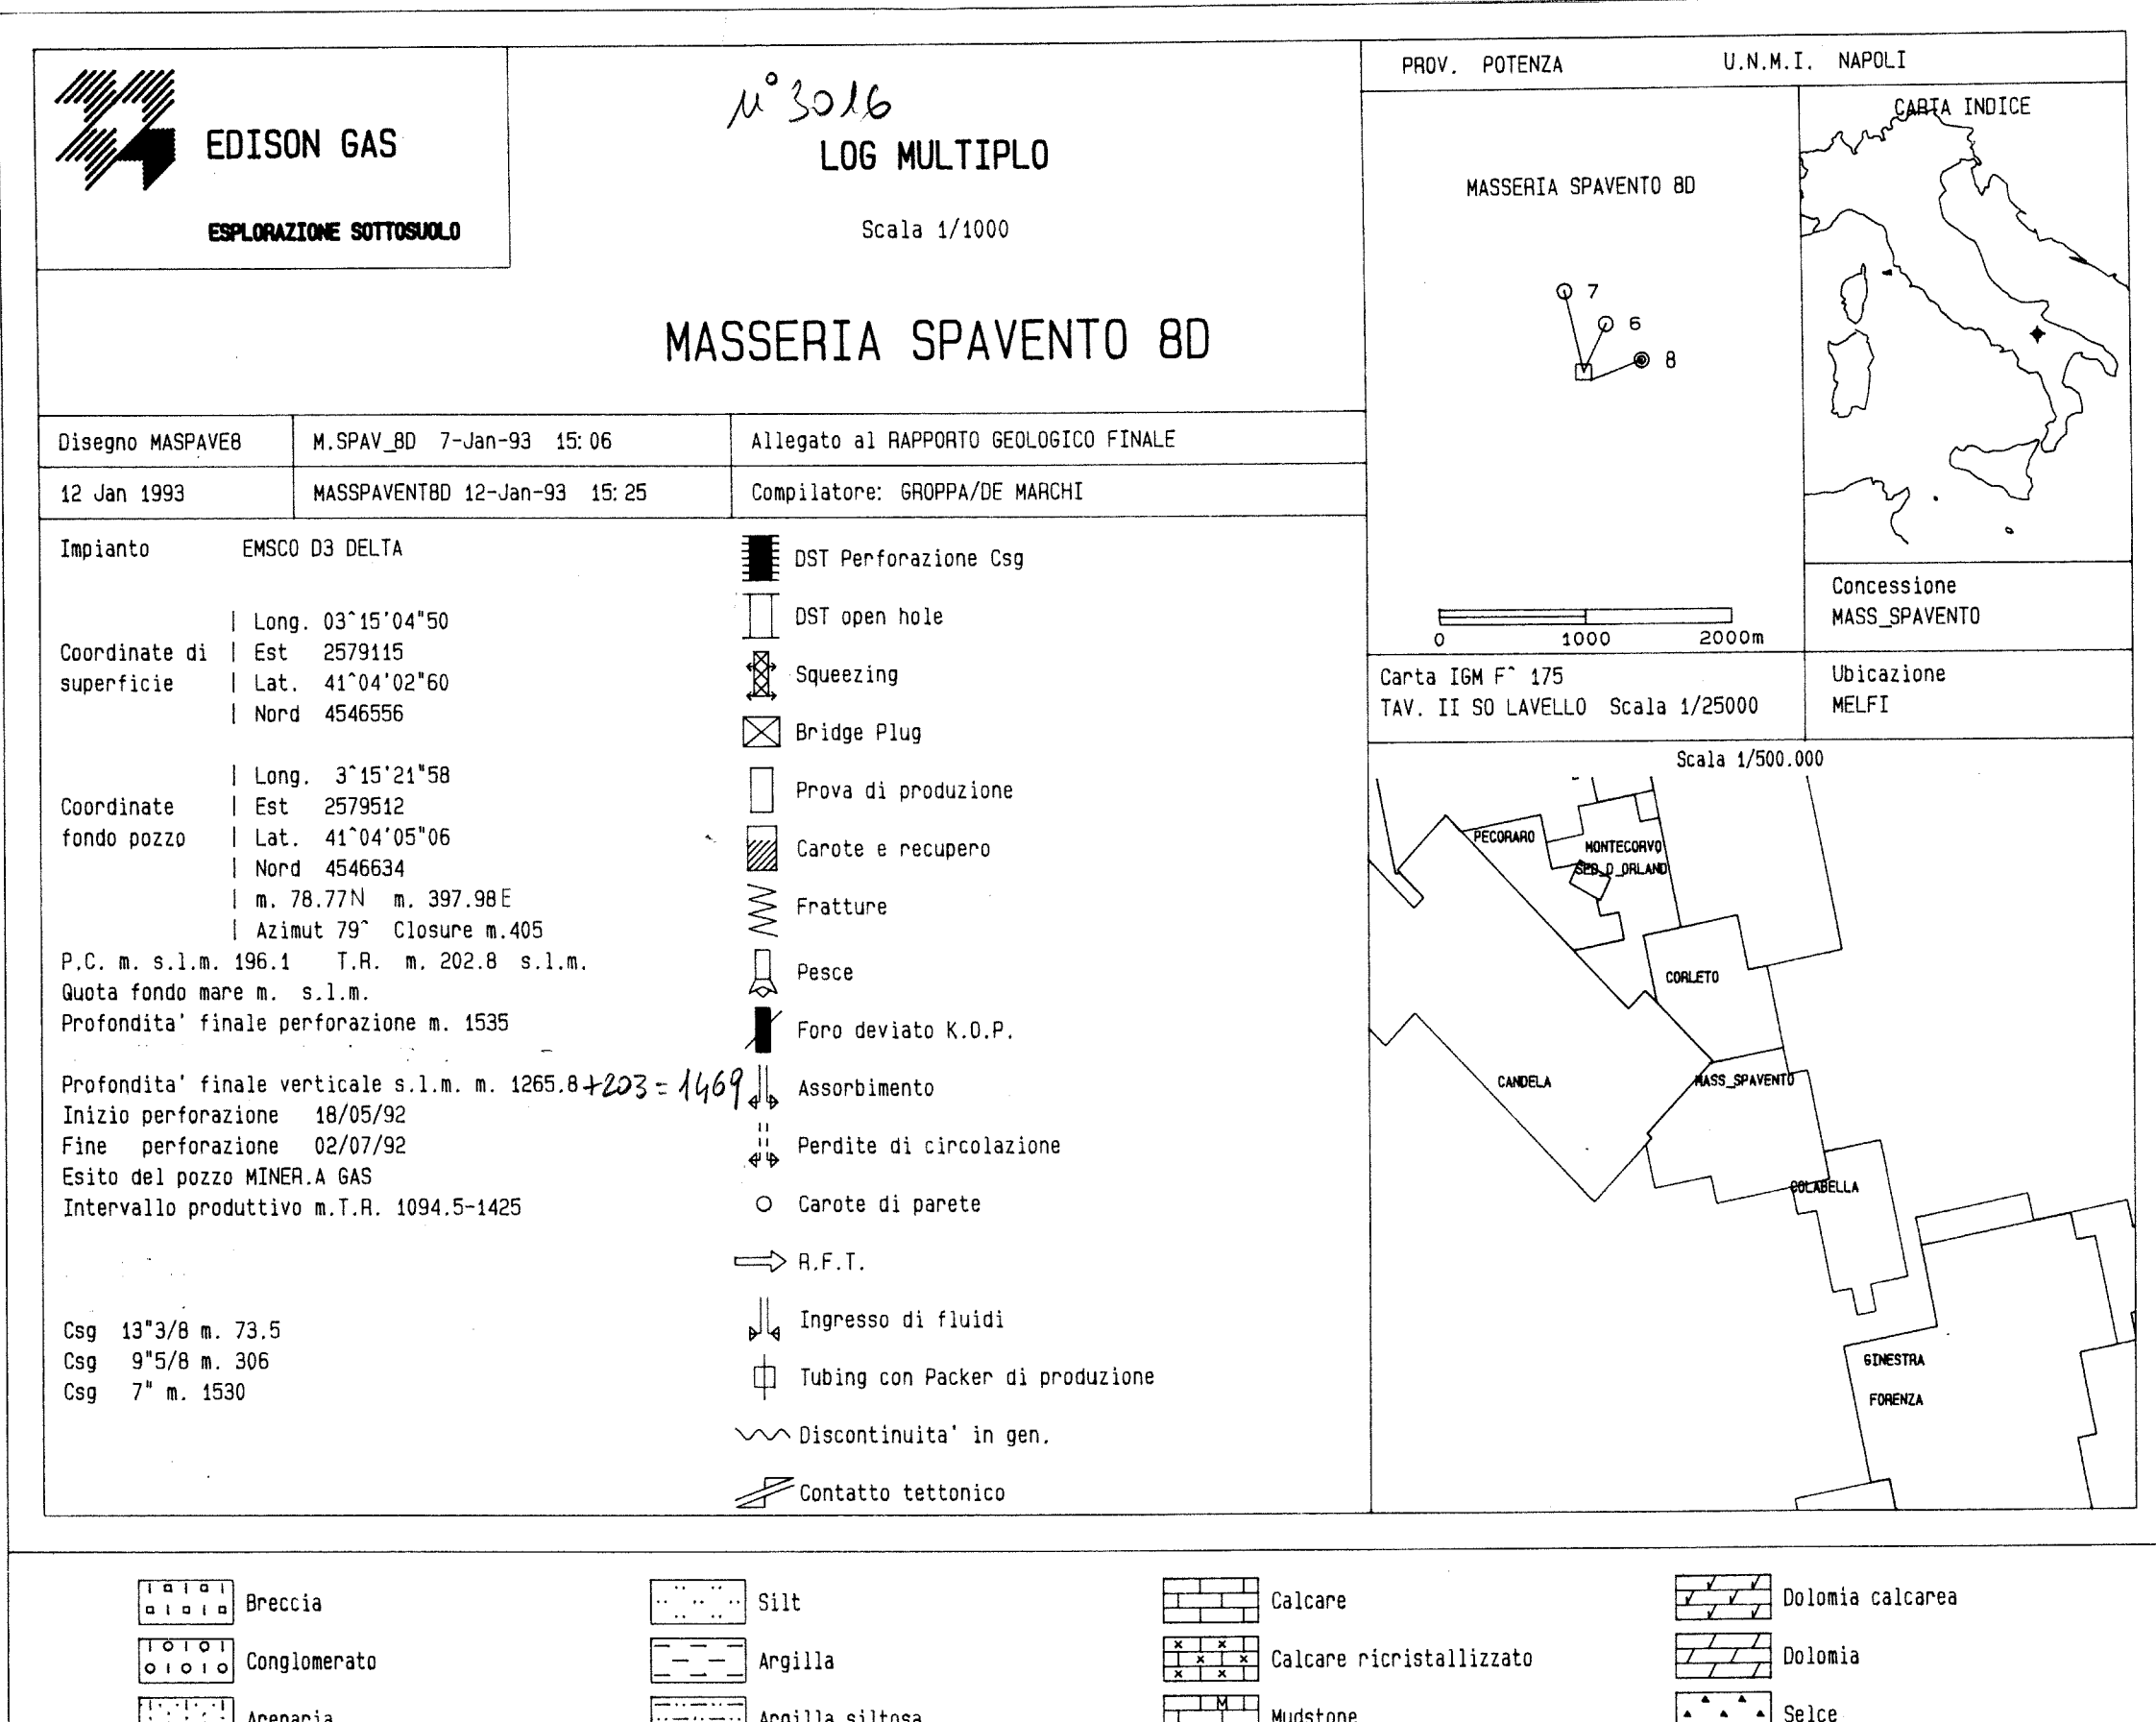 EDISON GAS
ESPLORAZIONE SOTTOSUOLO
n° 3016
LOG MULTIPLO
Scala 1/1000
MASSERIA SPAVENTO 8D
Disegno MASPAVE8
M.SPAV_8D 7-Jan-93 15:06
Allegato al RAPPORTO GEOLOGICO FINALE
12 Jan 1993
MASSPAVENT8D 12-Jan-93 15:25
Compilatore: GROPPA/DE MARCHI
Impianto EMSCO D3 DELTA
Coordinate di superficie
| Long. 03^15'04"50
| Est 2579115
| Lat. 41^04'02"60
| Nord 4546556
Coordinate fondo pozzo
| Long. 3^15'21"58
| Est 2579512
| Lat. 41^04'05"06
| Nord 4546634
| m. 78.77N m. 397.98E
| Azimut 79^ Closure m.405
P.C. m. s.l.m. 196.1 T.R. m. 202.8 s.l.m.
Quota fondo mare m. s.l.m.
Profondita' finale perforazione m. 1535
Profondita' finale verticale s.l.m. m. 1265.8 +203 = 1469
Inizio perforazione 18/05/92
Fine perforazione 02/07/92
Esito del pozzo MINER.A GAS
Intervallo produttivo m.T.R. 1094.5-1425
Csg 13"3/8 m. 73.5
Csg 9"5/8 m. 306
Csg 7" m. 1530
DST Perforazione Csg
DST open hole
Squeezing
Bridge Plug
Prova di produzione
Carote e recupero
Fratture
Pesce
Foro deviato K.O.P.
Assorbimento
Perdite di circolazione
Carote di parete
R.F.T.
Ingresso di fluidi
Tubing con Packer di produzione
Discontinuita' in gen.
Contatto tettonico
PROV. POTENZA U.N.M.I. NAPOLI
MASSERIA SPAVENTO 8D
7
6
8
0 1000 2000m
CARTA INDICE
Concessione
MASS_SPAVENTO
Carta IGM F^ 175
TAV. II SO LAVELLO Scala 1/25000
Ubicazione
MELFI
Scala 1/500.000
PECORARO
MONTECORVO
SED_D_ORLAND
CORLETO
CANDELA
MASS_SPAVENTO
COLABELLA
GINESTRA
FORENZA
Breccia
Silt
Calcare
Dolomia calcarea
Conglomerato
Argilla
Calcare ricristallizzato
Dolomia
Arenaria
Argilla siltosa
M
Mudstone
Selce